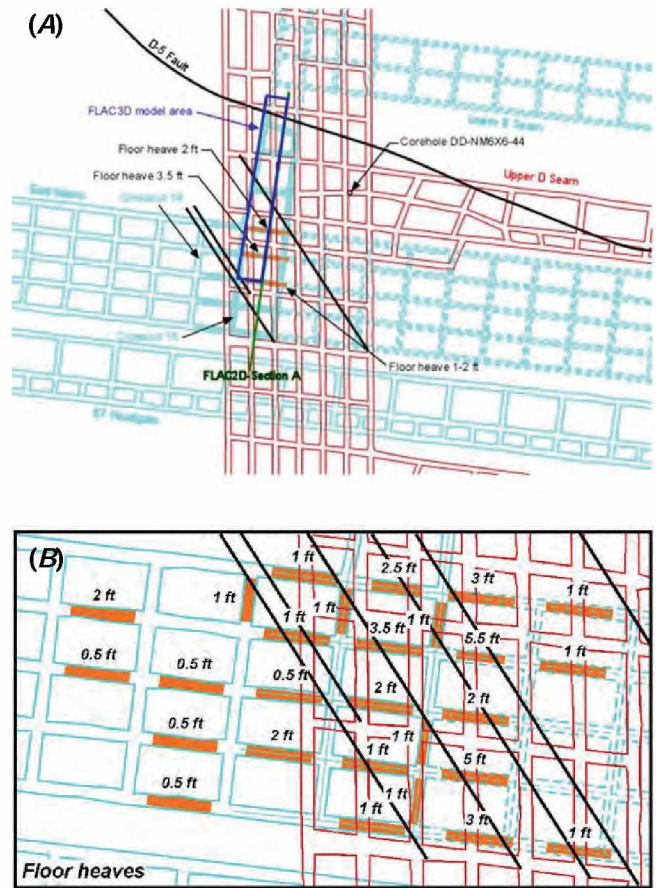 (A)
D-5 Fault
FLAC3D model area
Lower B Seam
Floor heave 2 ft
Corehole DD-NM6X6-44
Floor heave 3.5 ft
Upper D Seam
Crosscut 14
Floor heave 1-2 ft
FLAC2D-Section A
(B)
1 ft
2.5 ft
3 ft
1 ft
2 ft
1 ft
1 ft
1 ft
1 ft
3.5 ft
5.5 ft
1 ft
0.5 ft
0.5 ft
0.5 ft
2 ft
2 ft
0.5 ft
2 ft
1 ft
1 ft
5 ft
0.5 ft
1 ft
1 ft
3 ft
1 ft
Floor heaves